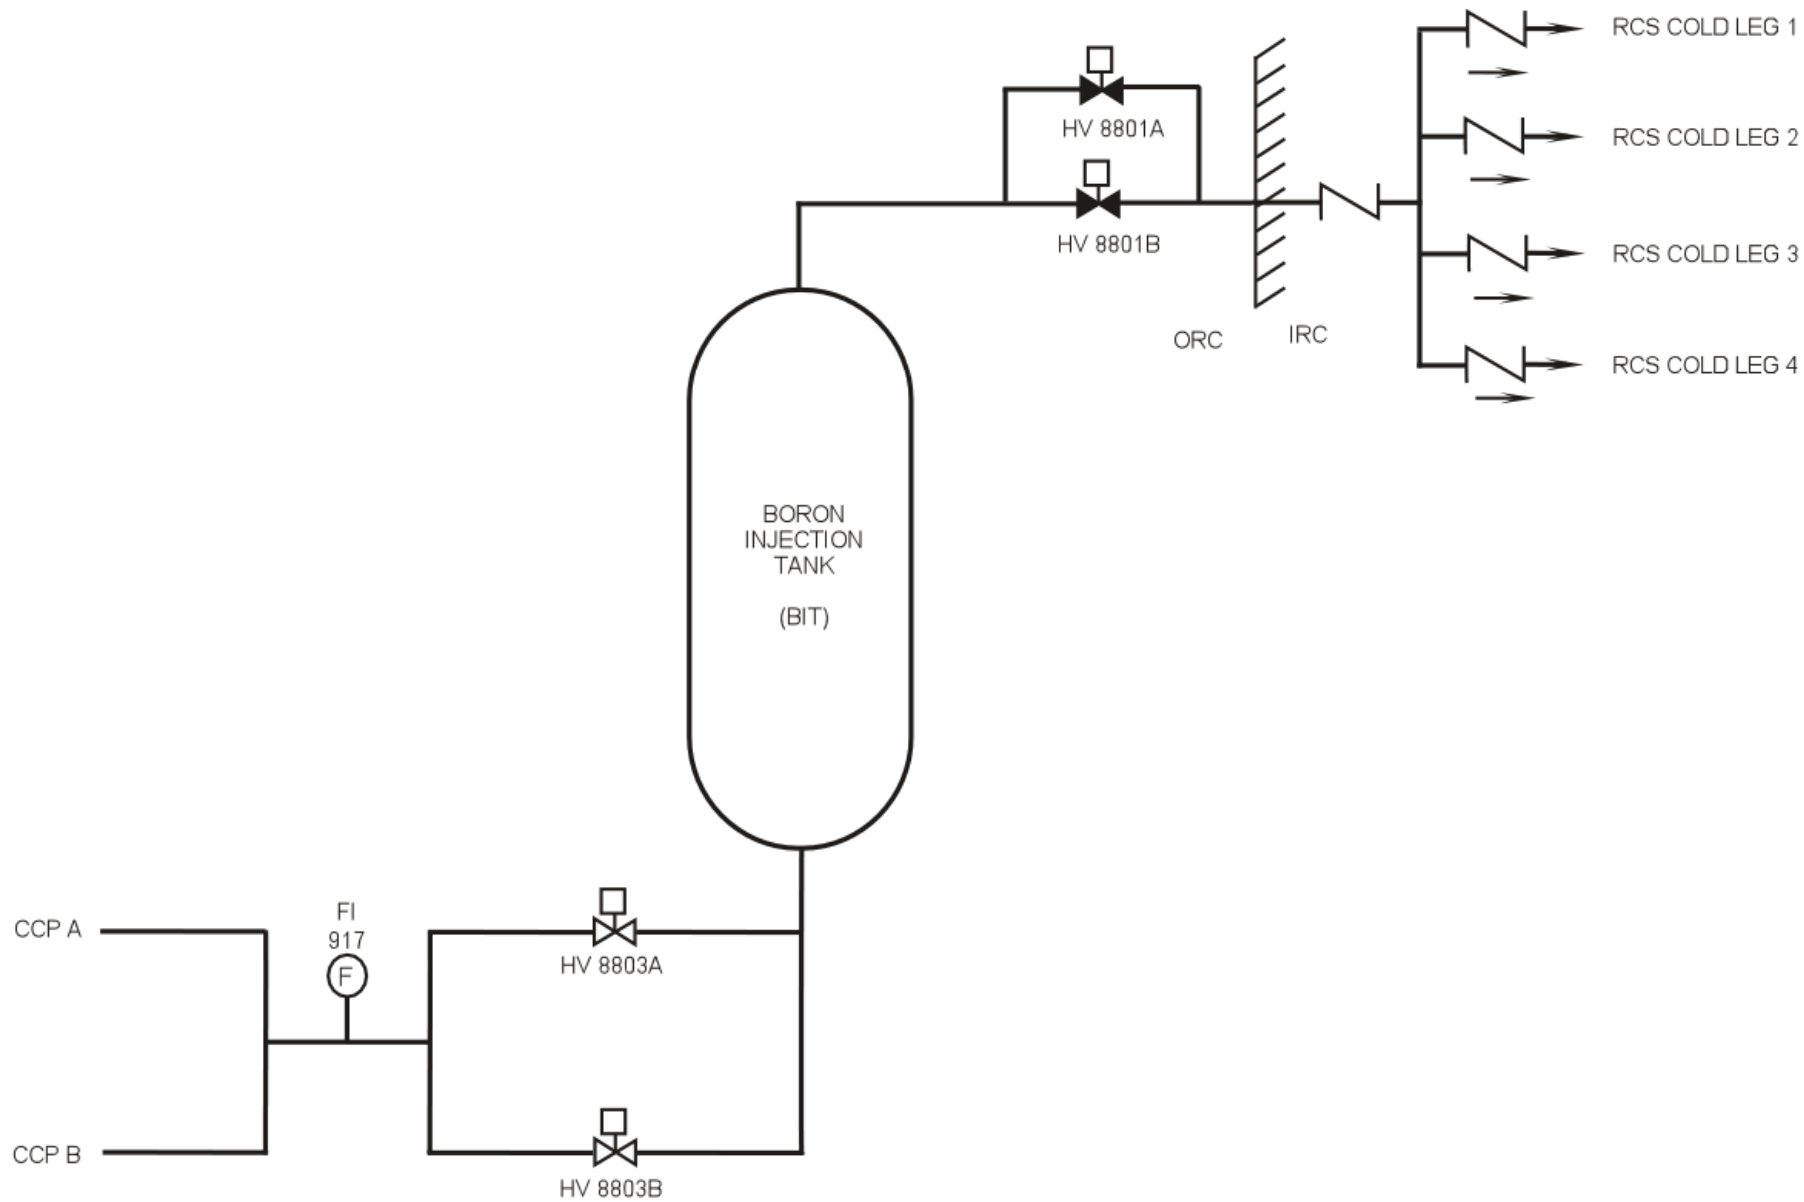 RCS COLD LEG 1
HV 8801A
RCS COLD LEG 2
HV 8801B
RCS COLD LEG 3
ORC
IRC
RCS COLD LEG 4
BORON
INJECTION
TANK
(BIT)
FI
917
F
CCP A
HV 8803A
CCP B
HV 8803B